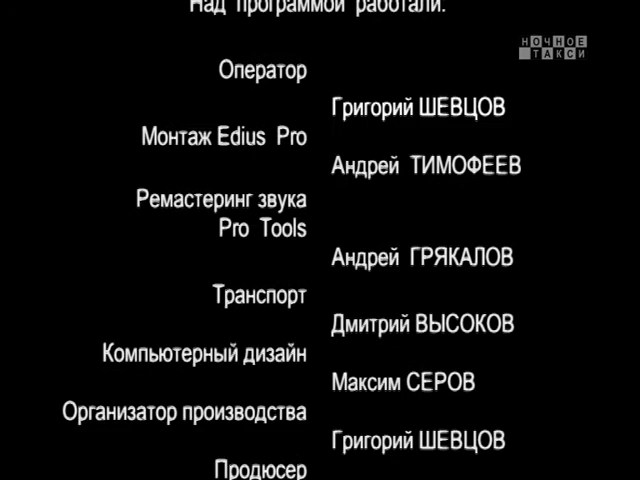 Над программой работали:
НОЧНОЕ
ТАКСИ
Оператор
Григорий ШЕВЦОВ
Монтаж Edius Pro
Андрей ТИМОФЕЕВ
Ремастеринг звука
Pro Tools
Андрей ГРЯКАЛОВ
Транспорт
Дмитрий ВЫСОКОВ
Компьютерный дизайн
Максим СЕРОВ
Организатор производства
Григорий ШЕВЦОВ
Продюсер